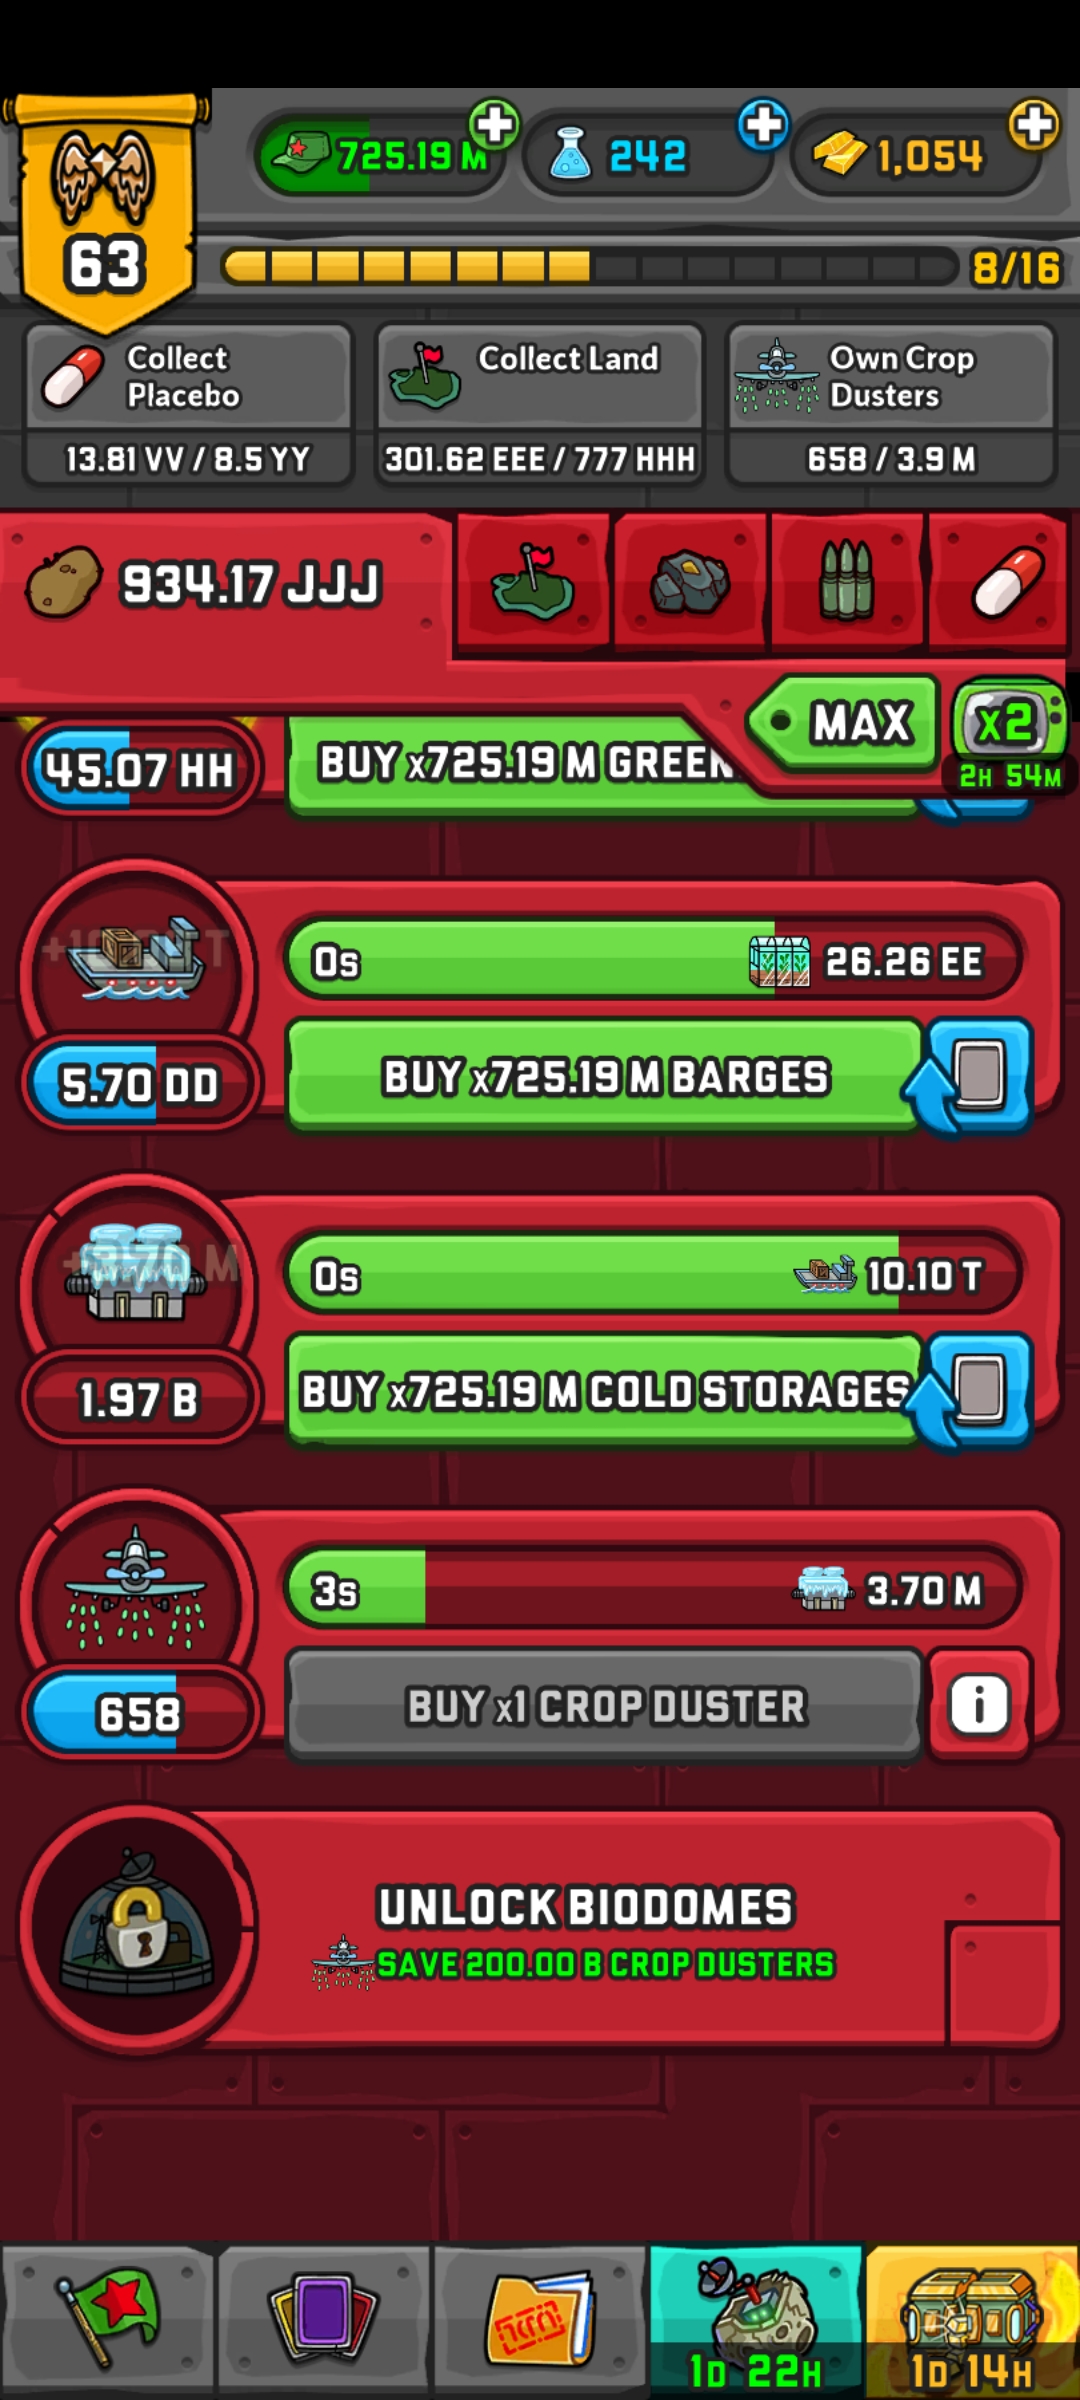 725.19 M
242
1,054
63
8/16
Collect
Placebo
13.81 VV / 8.5 YY
Collect Land
301.62 EEE / 777 HHH
Own Crop
Dusters
658 / 3.9 M
934.17 JJJ
MAX
x2
2H 54M
45.07 HH
BUY x725.19 M GREEN
0s
26.26 EE
5.70 DD
BUY x725.19 M BARGES
0s
10.10 T
1.97 B
BUY x725.19 M COLD STORAGES
3s
3.70 M
658
BUY x1 CROP DUSTER
i
UNLOCK BIODOMES
SAVE 200.00 B CROP DUSTERS
1D 22H
1D 14H